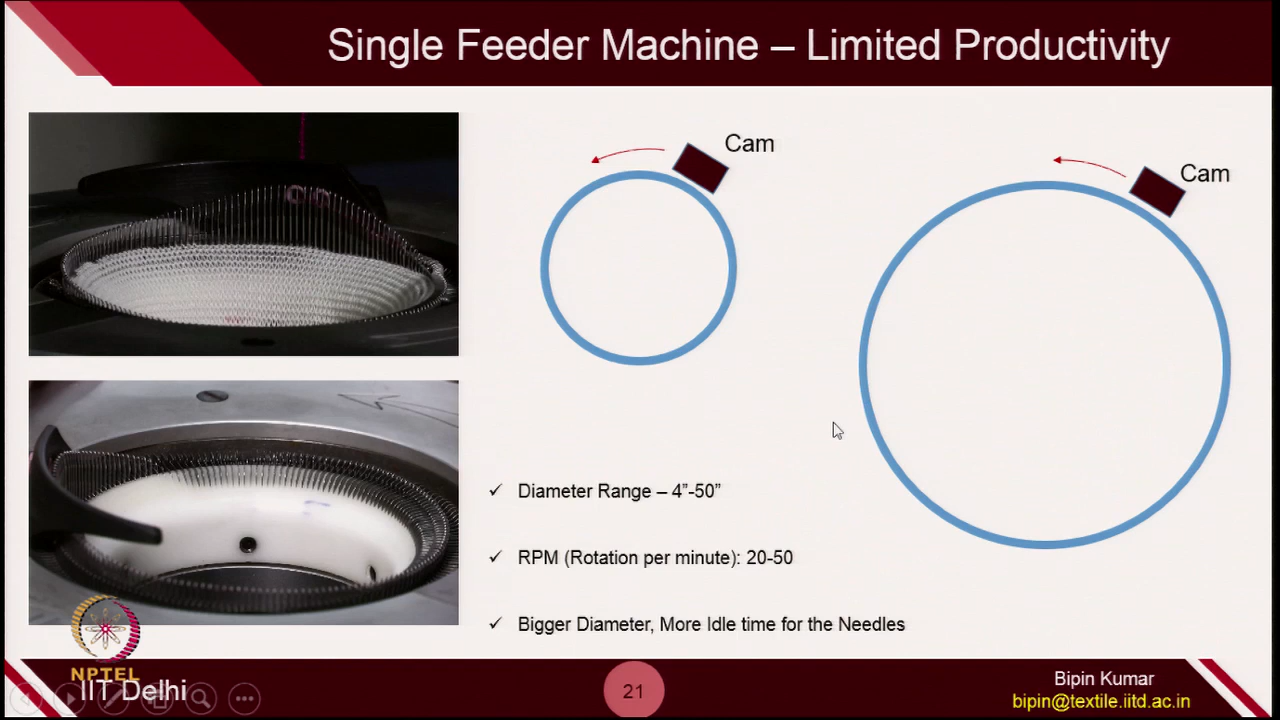 Single Feeder Machine – Limited Productivity
Cam
Cam
✓ Diameter Range – 4”-50”
✓ RPM (Rotation per minute): 20-50
✓ Bigger Diameter, More Idle time for the Needles
NPTEL
IIT Delhi
21
Bipin Kumar
bipin@textile.iitd.ac.in